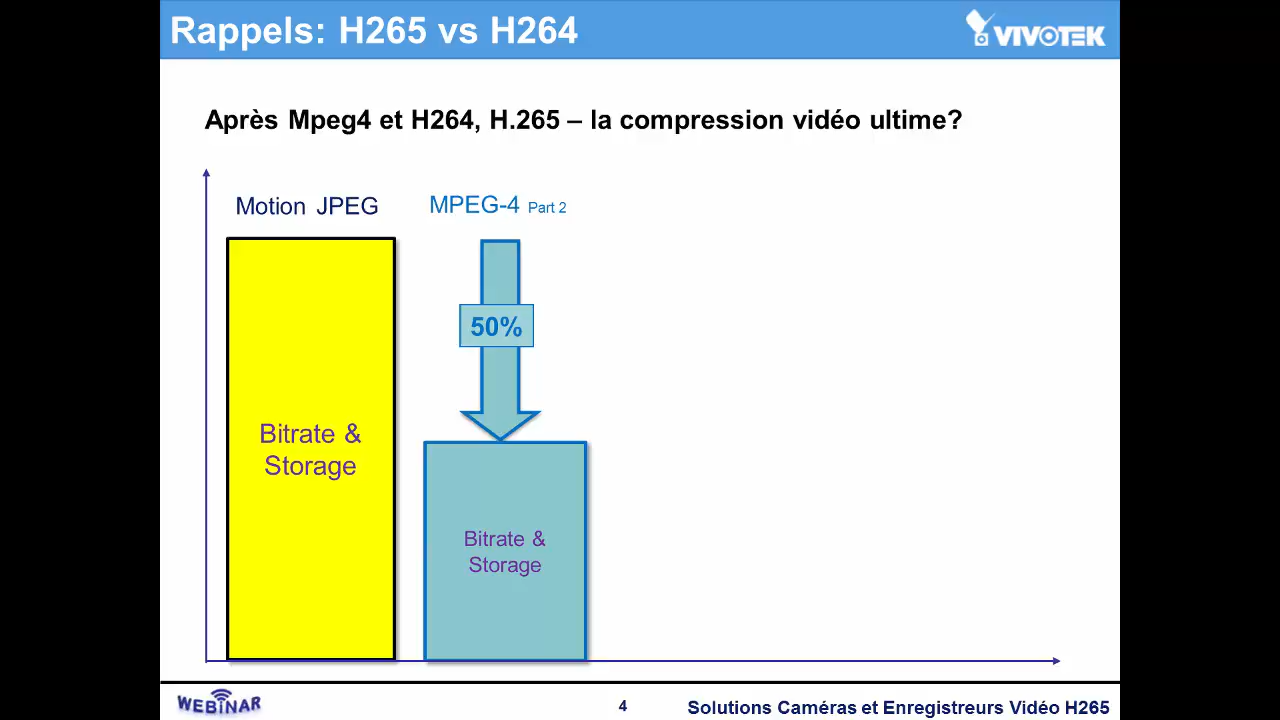 Rappels: H265 vs H264
VIVOTEK
Après Mpeg4 et H264, H.265 – la compression vidéo ultime?
Motion JPEG
MPEG-4 Part 2
50%
Bitrate &
Storage
Bitrate &
Storage
WEBINAR
4
Solutions Caméras et Enregistreurs Vidéo H265